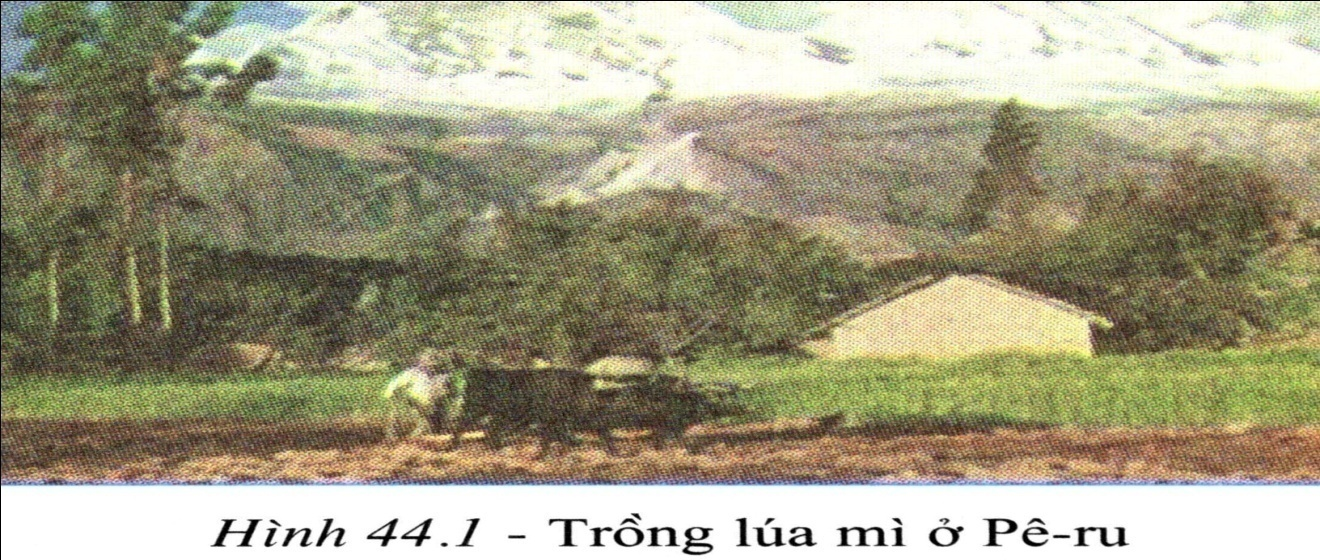 Hình 44.1 - Trồng lúa mì ở Pê-ru